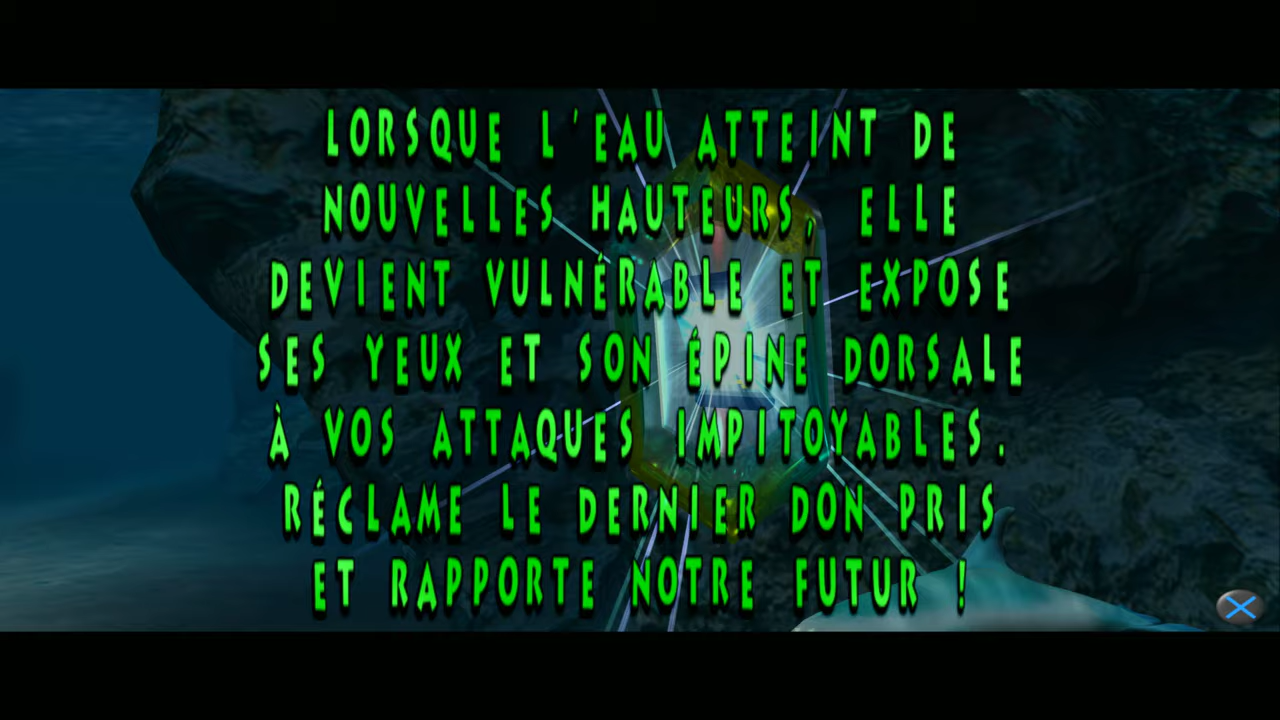 LORSQUE L'EAU ATTEINT DE
NOUVELLES HAUTEURS, ELLE
DEVIENT VULNÉRABLE ET EXPOSE
SES YEUX ET SON ÉPINE DORSALE
À VOS ATTAQUES IMPITOYABLES.
RÉCLAME LE DERNIER DON PRIS
ET RAPPORTE NOTRE FUTUR !